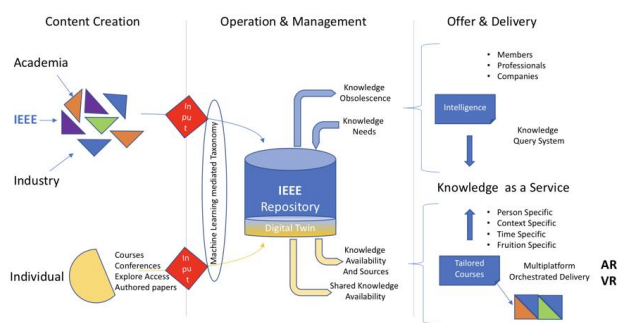 Content Creation
Operation & Management
Offer & Delivery
Academia
IEEE
Industry
Individual
Courses
Conferences
Explore Access
Authored papers
In
pu
t
In
pu
t
Machine Learning mediated Taxonomy
Knowledge
Obsolescence
Knowledge
Needs
IEEE
Repository
Digital Twin
Knowledge
Availability
And Sources
Shared Knowledge
Availability
• Members
• Professionals
• Companies
Intelligence
Knowledge
Query System
Knowledge as a Service
• Person Specific
• Context Specific
• Time Specific
• Fruition Specific
Tailored
Courses
Multiplatform
Orchestrated Delivery
AR
VR